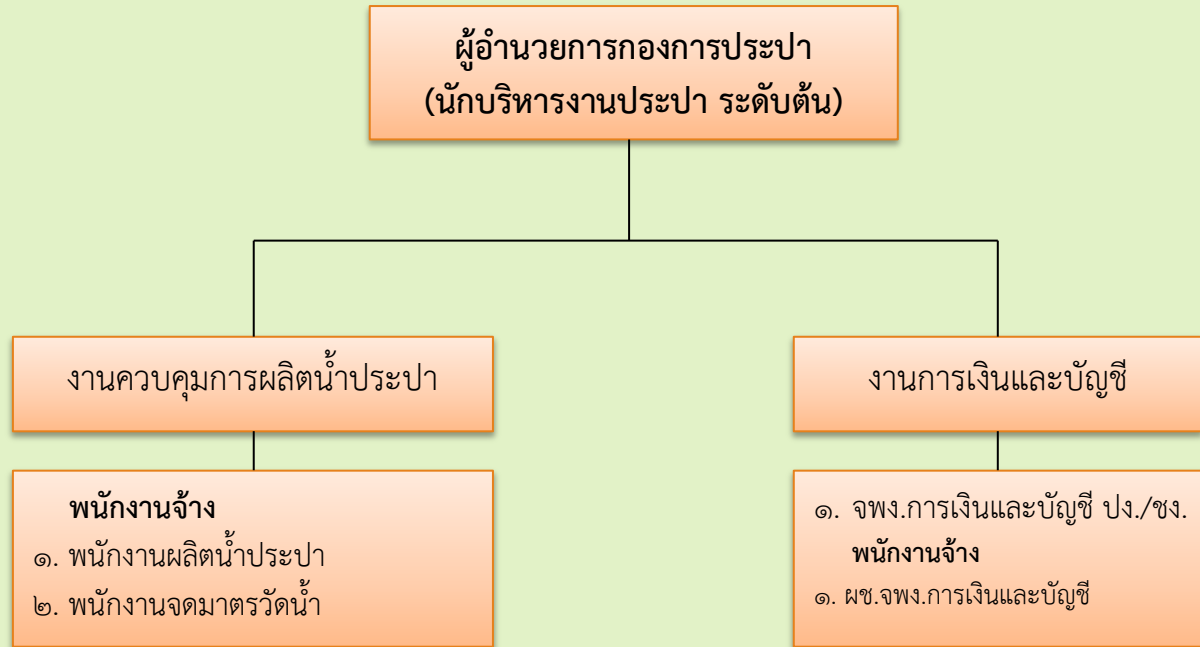 ผู้อำนวยการกองการประปา
(นักบริหารงานประปา ระดับต้น)
งานควบคุมการผลิตน้ำประปา
พนักงานจ้าง
๑. พนักงานผลิตน้ำประปา
๒. พนักงานจดมาตรวัดน้ำ
งานการเงินและบัญชี
๑. จพง.การเงินและบัญชี ปง./ชง.
พนักงานจ้าง
๑. ผช.จพง.การเงินและบัญชี